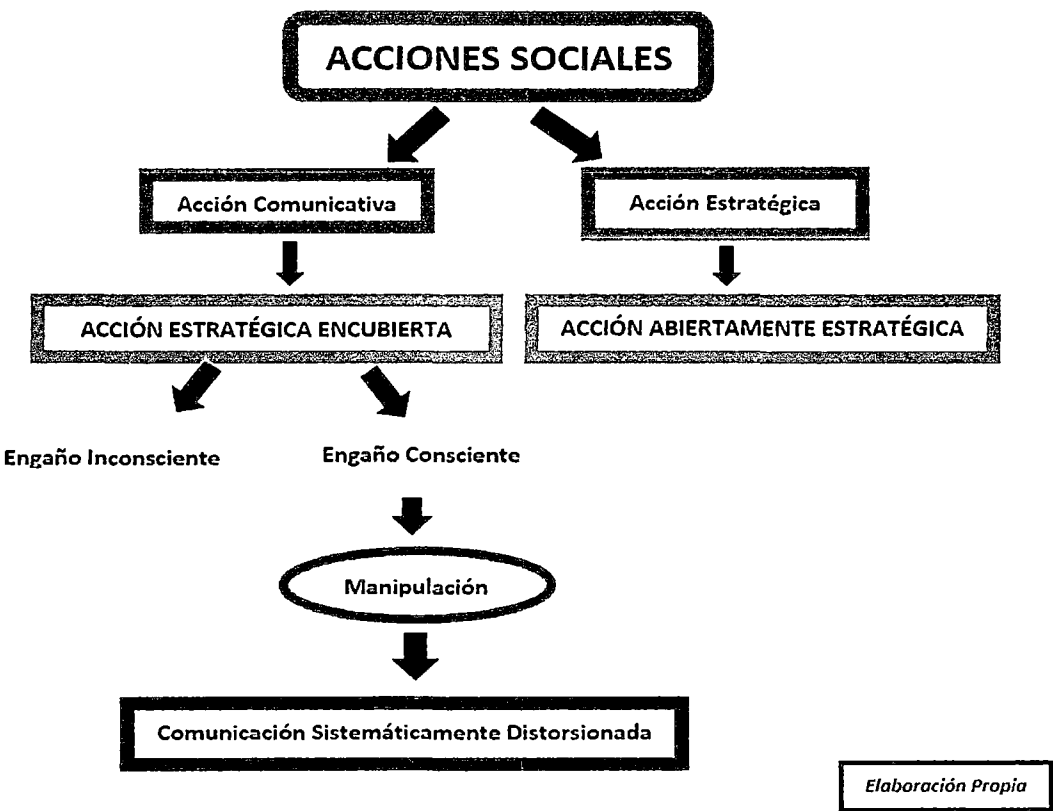 ACCIONES SOCIALES
Acción Comunicativa
Acción Estratégica
ACCIÓN ESTRATÉGICA ENCUBIERTA
ACCIÓN ABIERTAMENTE ESTRATÉGICA
Engaño Inconsciente
Engaño Consciente
Manipulación
Comunicación Sistemáticamente Distorsionada
Elaboración Propia